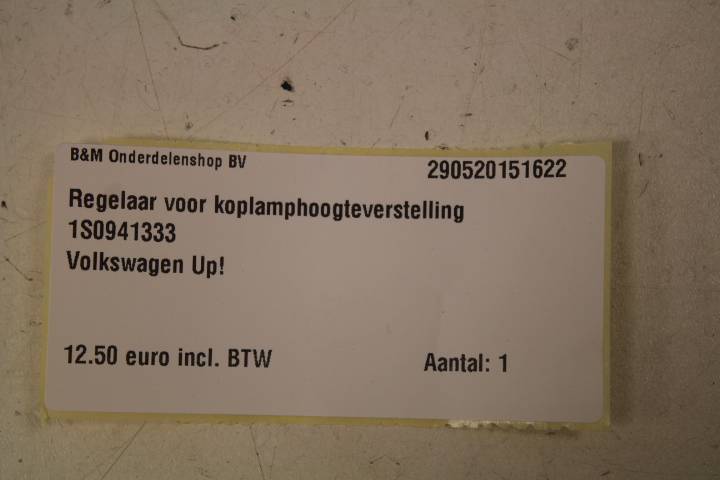 B&M Onderdelenshop BV 290520151622
Regelaar voor koplamphoogteverstelling
1S0941333
Volkswagen Up!
12.50 euro incl. BTW Aantal: 1